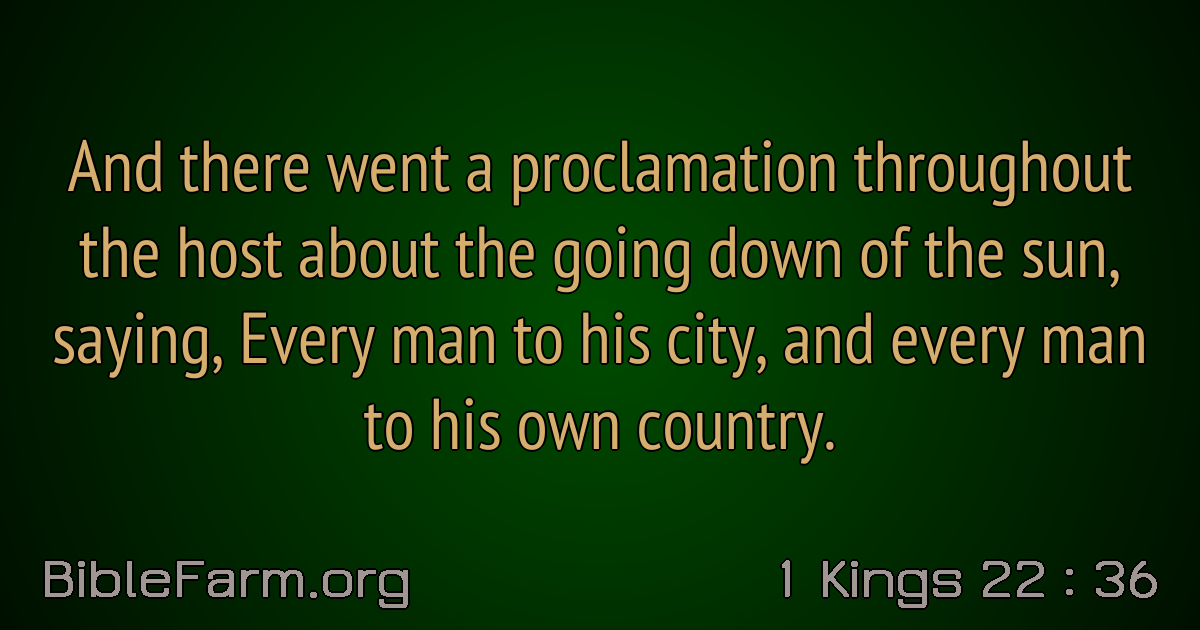 And there went a proclamation throughout
the host about the going down of the sun,
saying, Every man to his city, and every man
to his own country.
BibleFarm.org
1 Kings 22 : 36